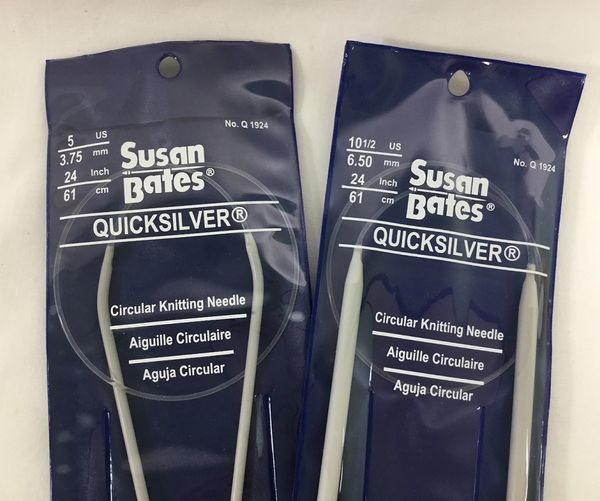 5 US
3.75 mm
24 Inch
61 cm
No. Q 1924
Susan
Bates®
QUICKSILVER®
Circular Knitting Needle
Aiguille Circulaire
Aguja Circular
10 1/2 US
6.50 mm
24 Inch
61 cm
No. Q 1924
Susan
Bates®
QUICKSILVER®
Circular Knitting Needle
Aiguille Circulaire
Aguja Circular